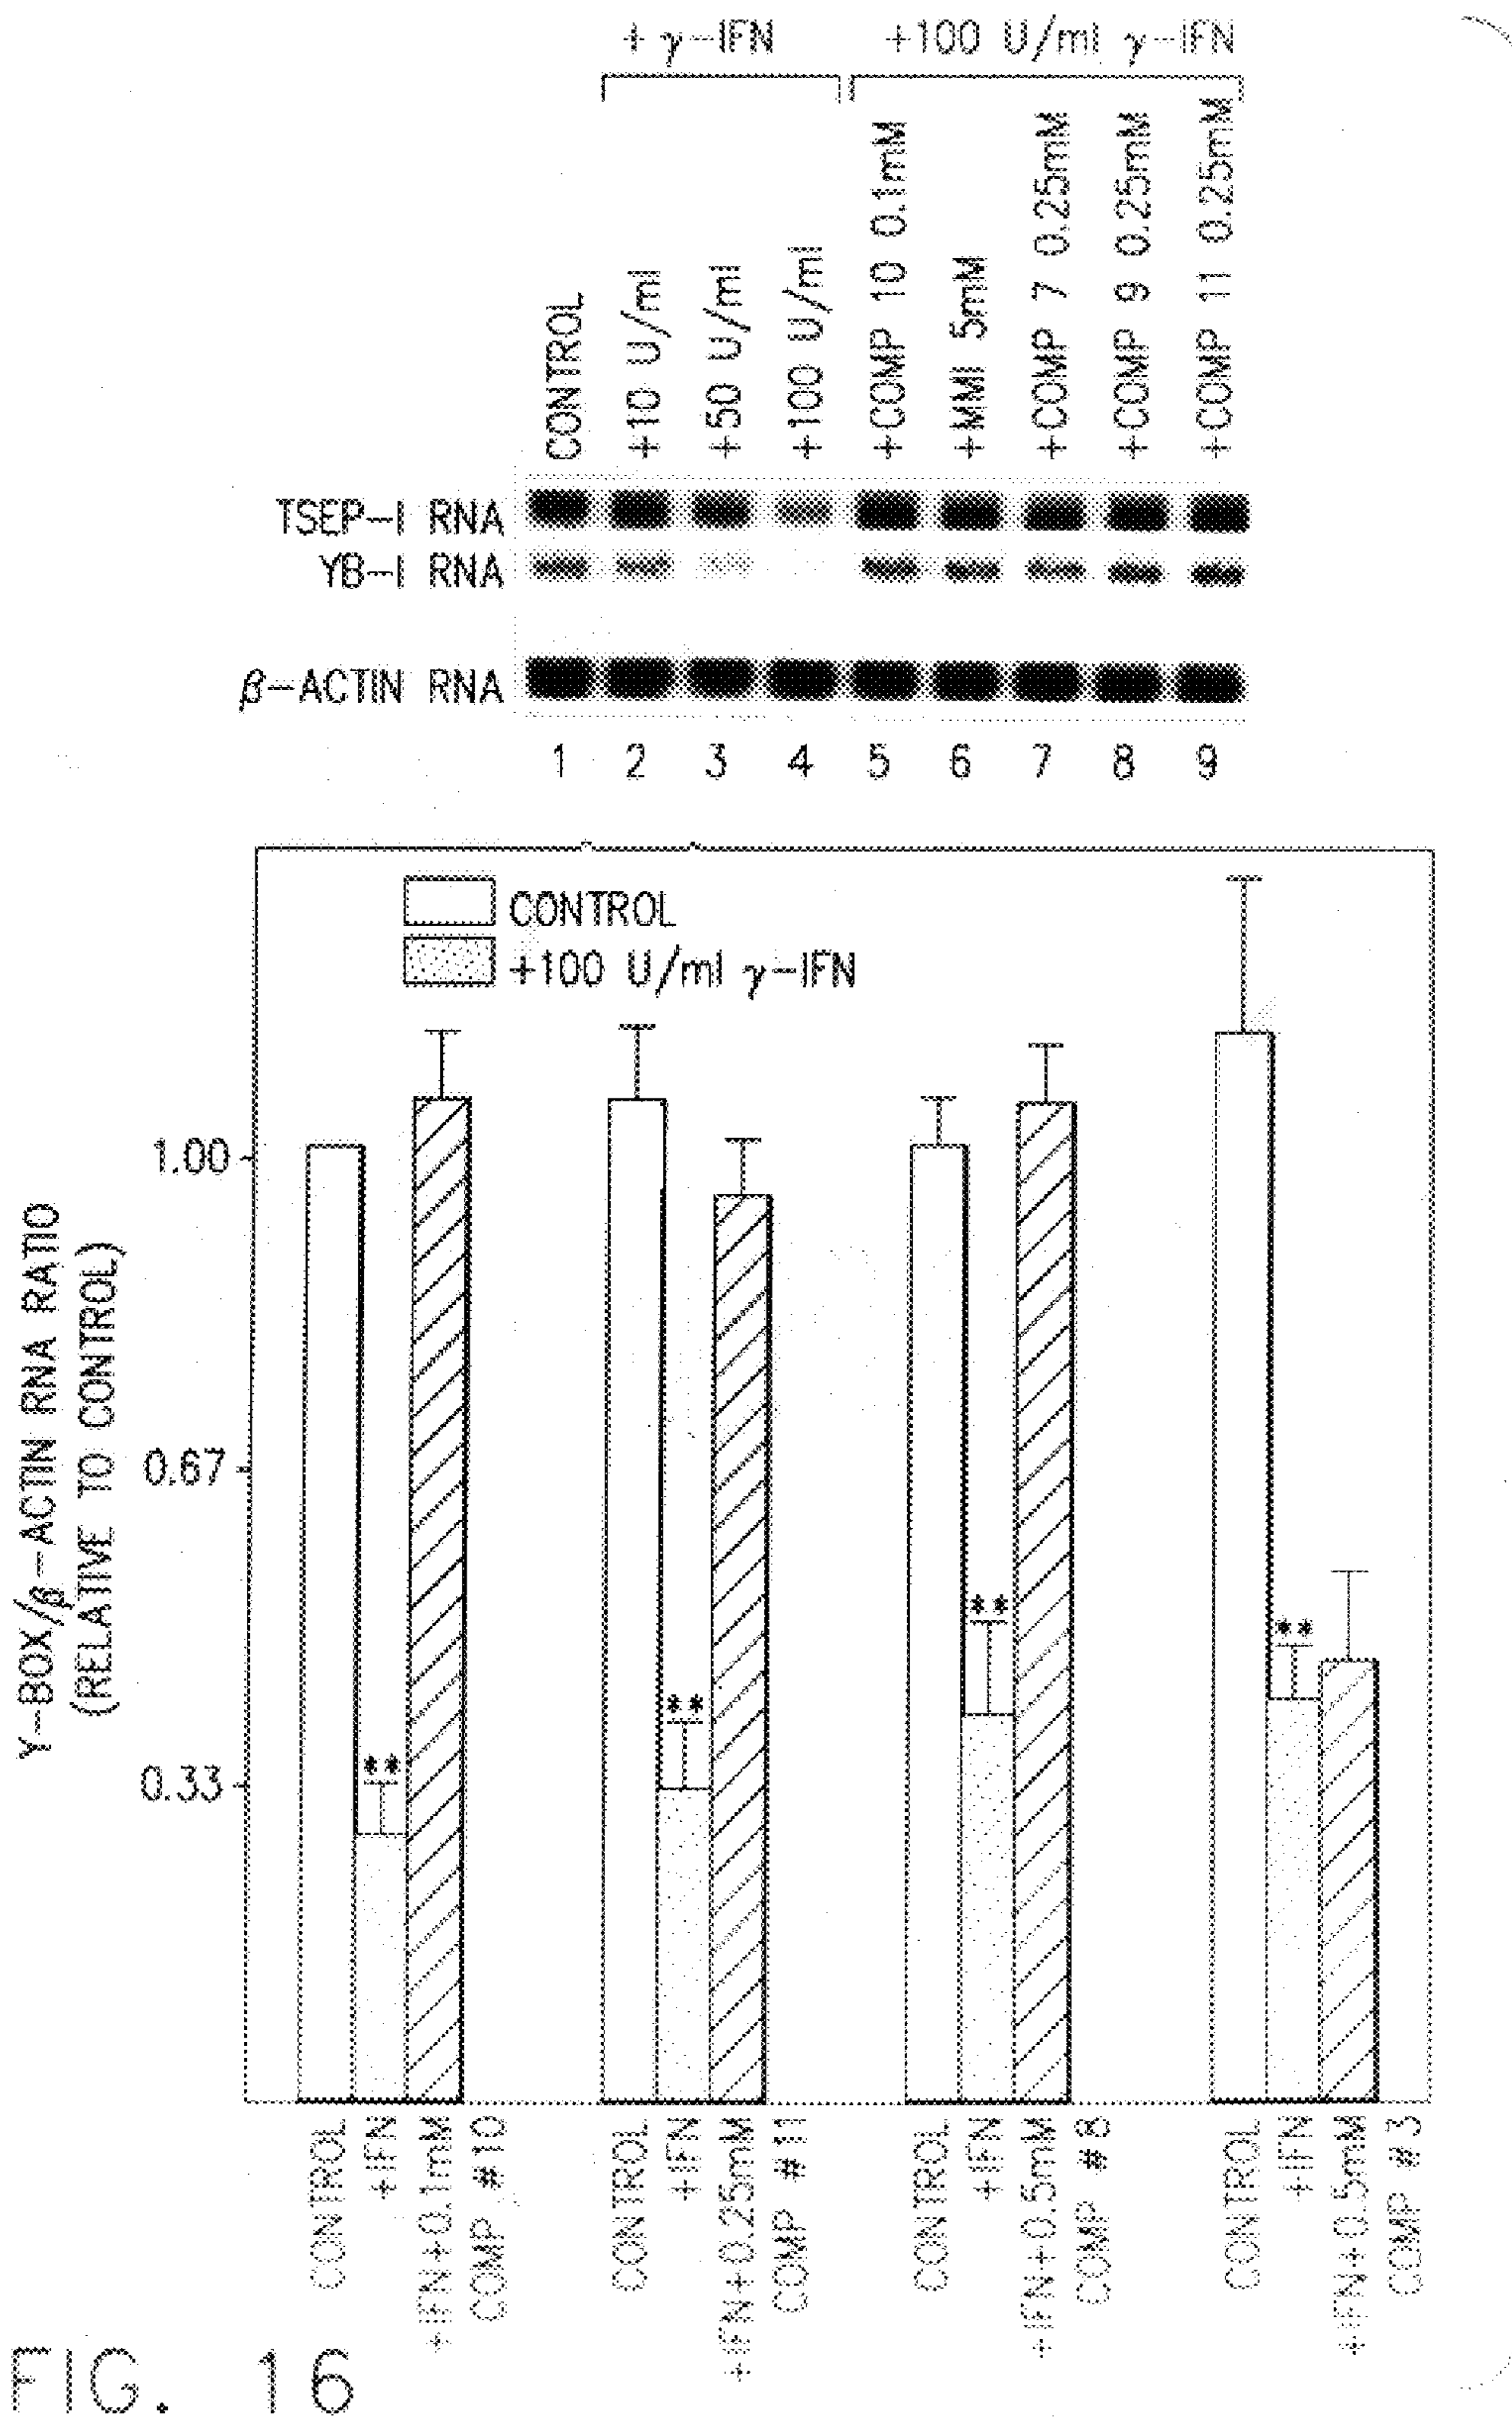 + γ-IFN
+100 U/ml γ-IFN
CONTROL
+10 U/ml
+50 U/ml
+100 U/ml
+COMP 10 0.1mM
+MMI 5mM
+COMP 7 0.25mM
+COMP 9 0.25mM
+COMP 11 0.25mM
TSEP-I RNA
YB-I RNA
β-ACTIN RNA
1 2 3 4 5 6 7 8 9
CONTROL
+100 U/ml γ-IFN
Y-BOX/β-ACTIN RNA RATIO
(RELATIVE TO CONTROL)
1.00
0.67
0.33
**
**
**
**
CONTROL
+IFN
+IFN+0.1mM
COMP #10
CONTROL
+IFN
+IFN+0.25mM
COMP #11
CONTROL
+IFN
+IFN+0.5mM
COMP #8
CONTROL
+IFN
+IFN+0.5mM
COMP #3
FIG. 16